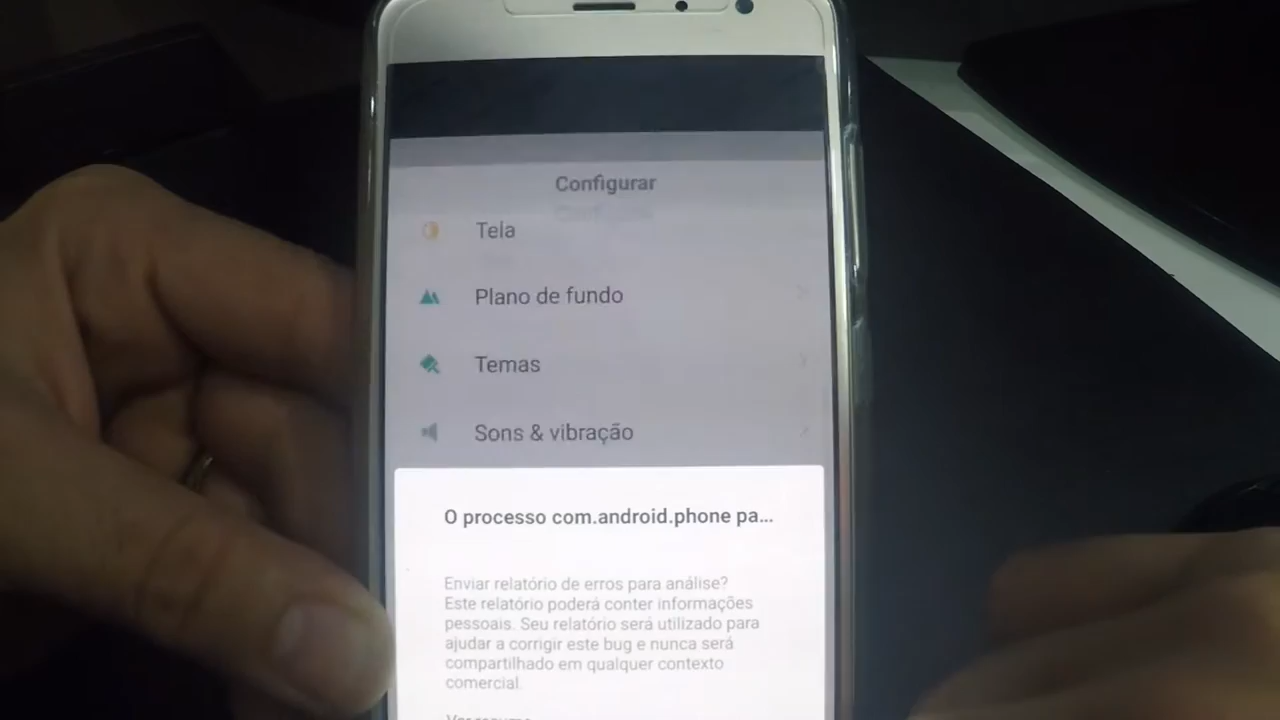 Configurar
Tela
Plano de fundo
Temas
Sons & vibração
O processo com.android.phone pa...
Enviar relatório de erros para análise?
Este relatório poderá conter informações
pessoais. Seu relatório será utilizado para
ajudar a corrigir este bug e nunca será
compartilhado em qualquer contexto
comercial.